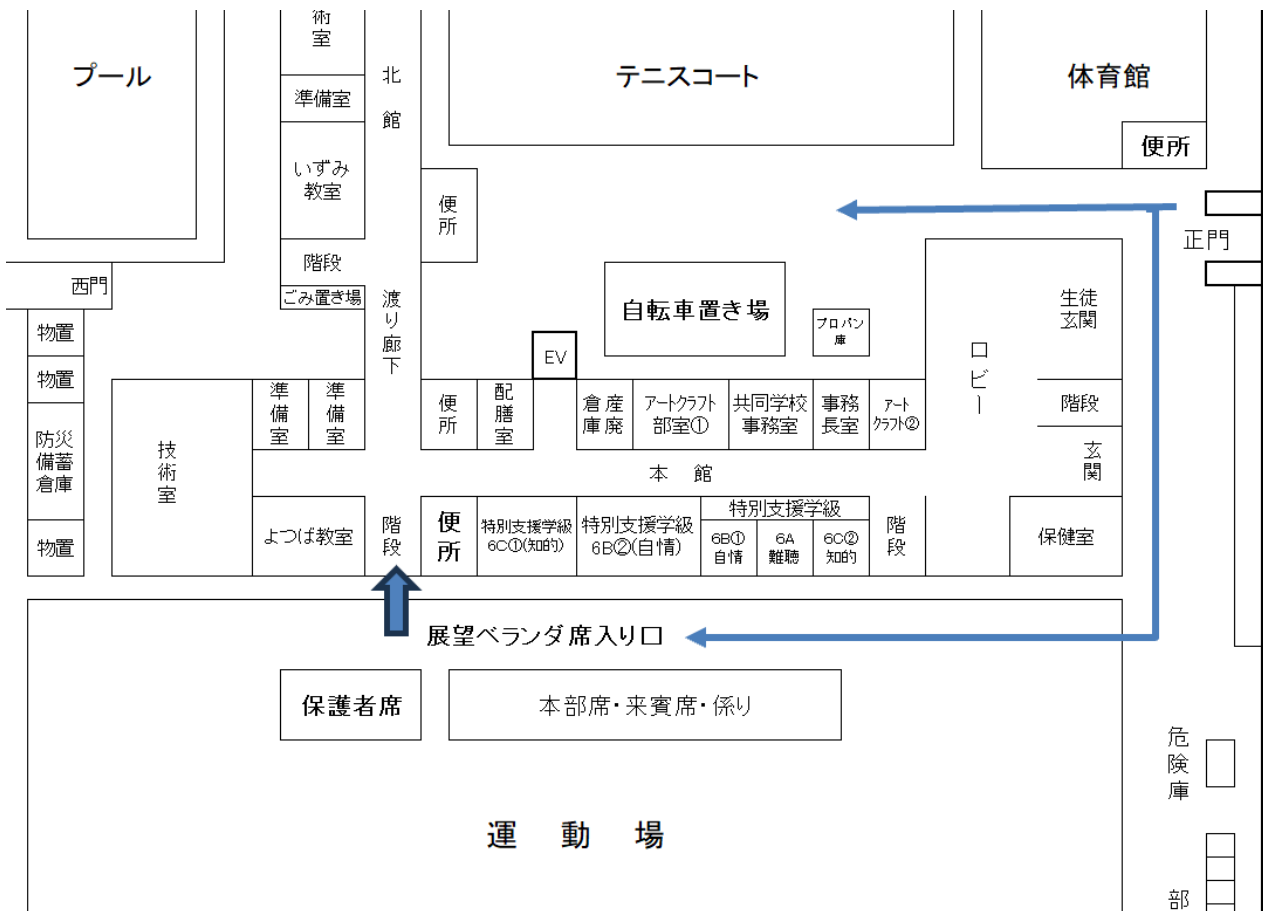 術
室
プール
北
館
テニスコート
体育館
準備室
便所
いずみ
教室
便
所
正門
階段
西門
ごみ置き場
渡り廊下
自転車置き場
プロパン
庫
生徒
玄関
ロビー
物置
EV
物置
準備室
準備室
便
所
配膳室
倉庫
産廃
アートクラフト
部室①
共同学校
事務室
事務
長室
アート
クラフト②
階段
防災
備蓄
倉庫
技術室
本 館
玄関
物置
よつば教室
階
段
便
所
特別支援学級
6C①(知的)
特別支援学級
6B②(自情)
特別支援学級
6B①
自情
6A
難聴
6C②
知的
階
段
保健室
展望ベランダ席入り口
保護者席
本部席・来賓席・係り
危険庫
運 動 場
部